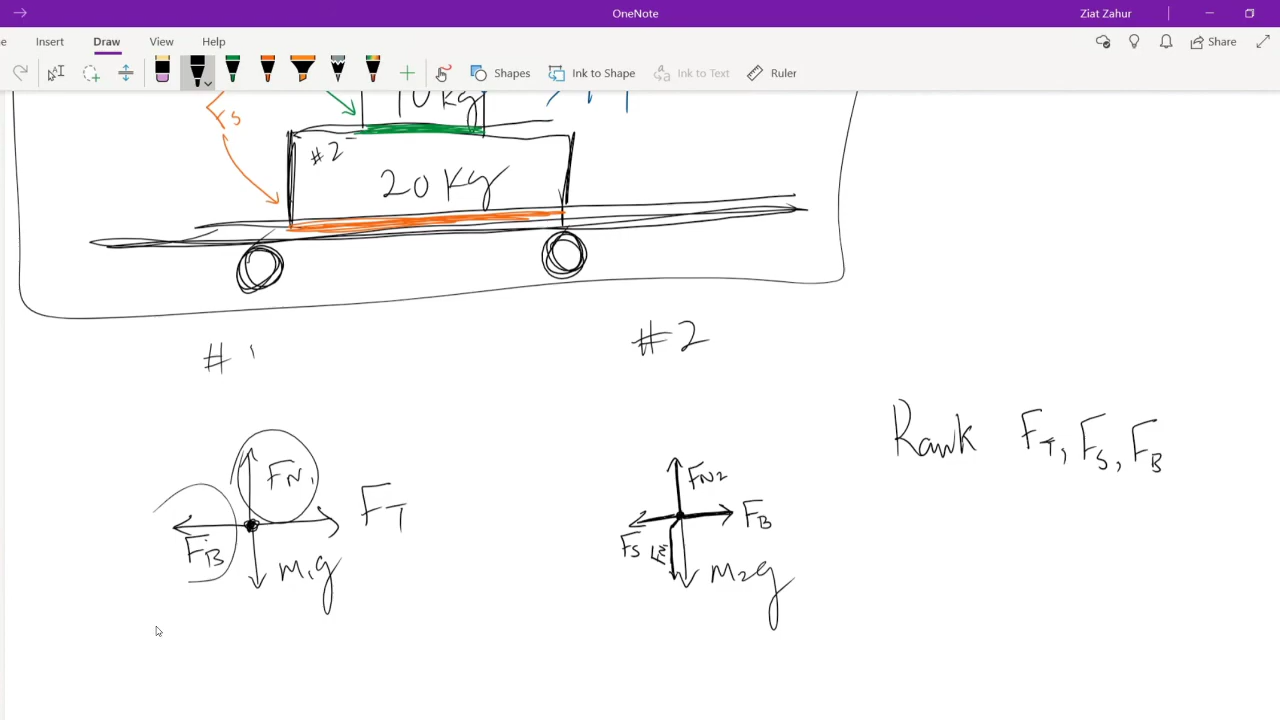 OneNote
Ziat Zahur
Insert Draw View Help
Share
Shapes Ink to Shape Ink to Text Ruler
10kg
Fs
#2
20 kg
#1
#2
Rank FT, FS, FB
FN1
FT
FB
m1g
FN2
FB
FS
m2g